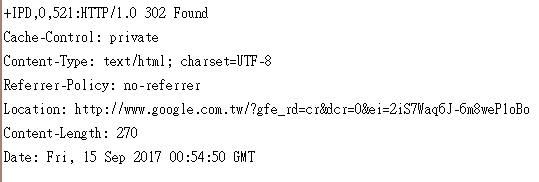 +IPD,0,521:HTTP/1.0 302 Found
Cache-Control: private
Content-Type: text/html; charset=UTF-8
Referrer-Policy: no-referrer
Location: http://www.google.com.tw/?gfe_rd=cr&dcr=0&ei=2iS7Waq6J-6m8weP1oBo
Content-Length: 270
Date: Fri, 15 Sep 2017 00:54:50 GMT